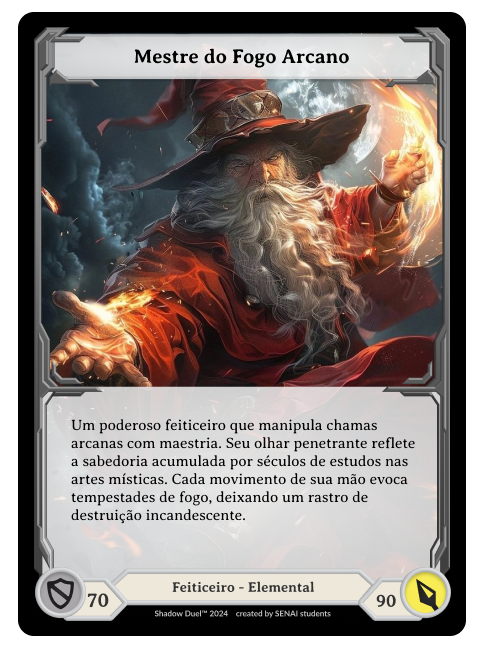 Mestre do Fogo Arcano
Um poderoso feiticeiro que manipula chamas
arcanas com maestria. Seu olhar penetrante reflete
a sabedoria acumulada por séculos de estudos nas
artes místicas. Cada movimento de sua mão evoca
tempestades de fogo, deixando um rastro de
destruição incandescente.
70
Feiticeiro - Elemental
90
Shadow Duel™ 2024 created by SENAI students